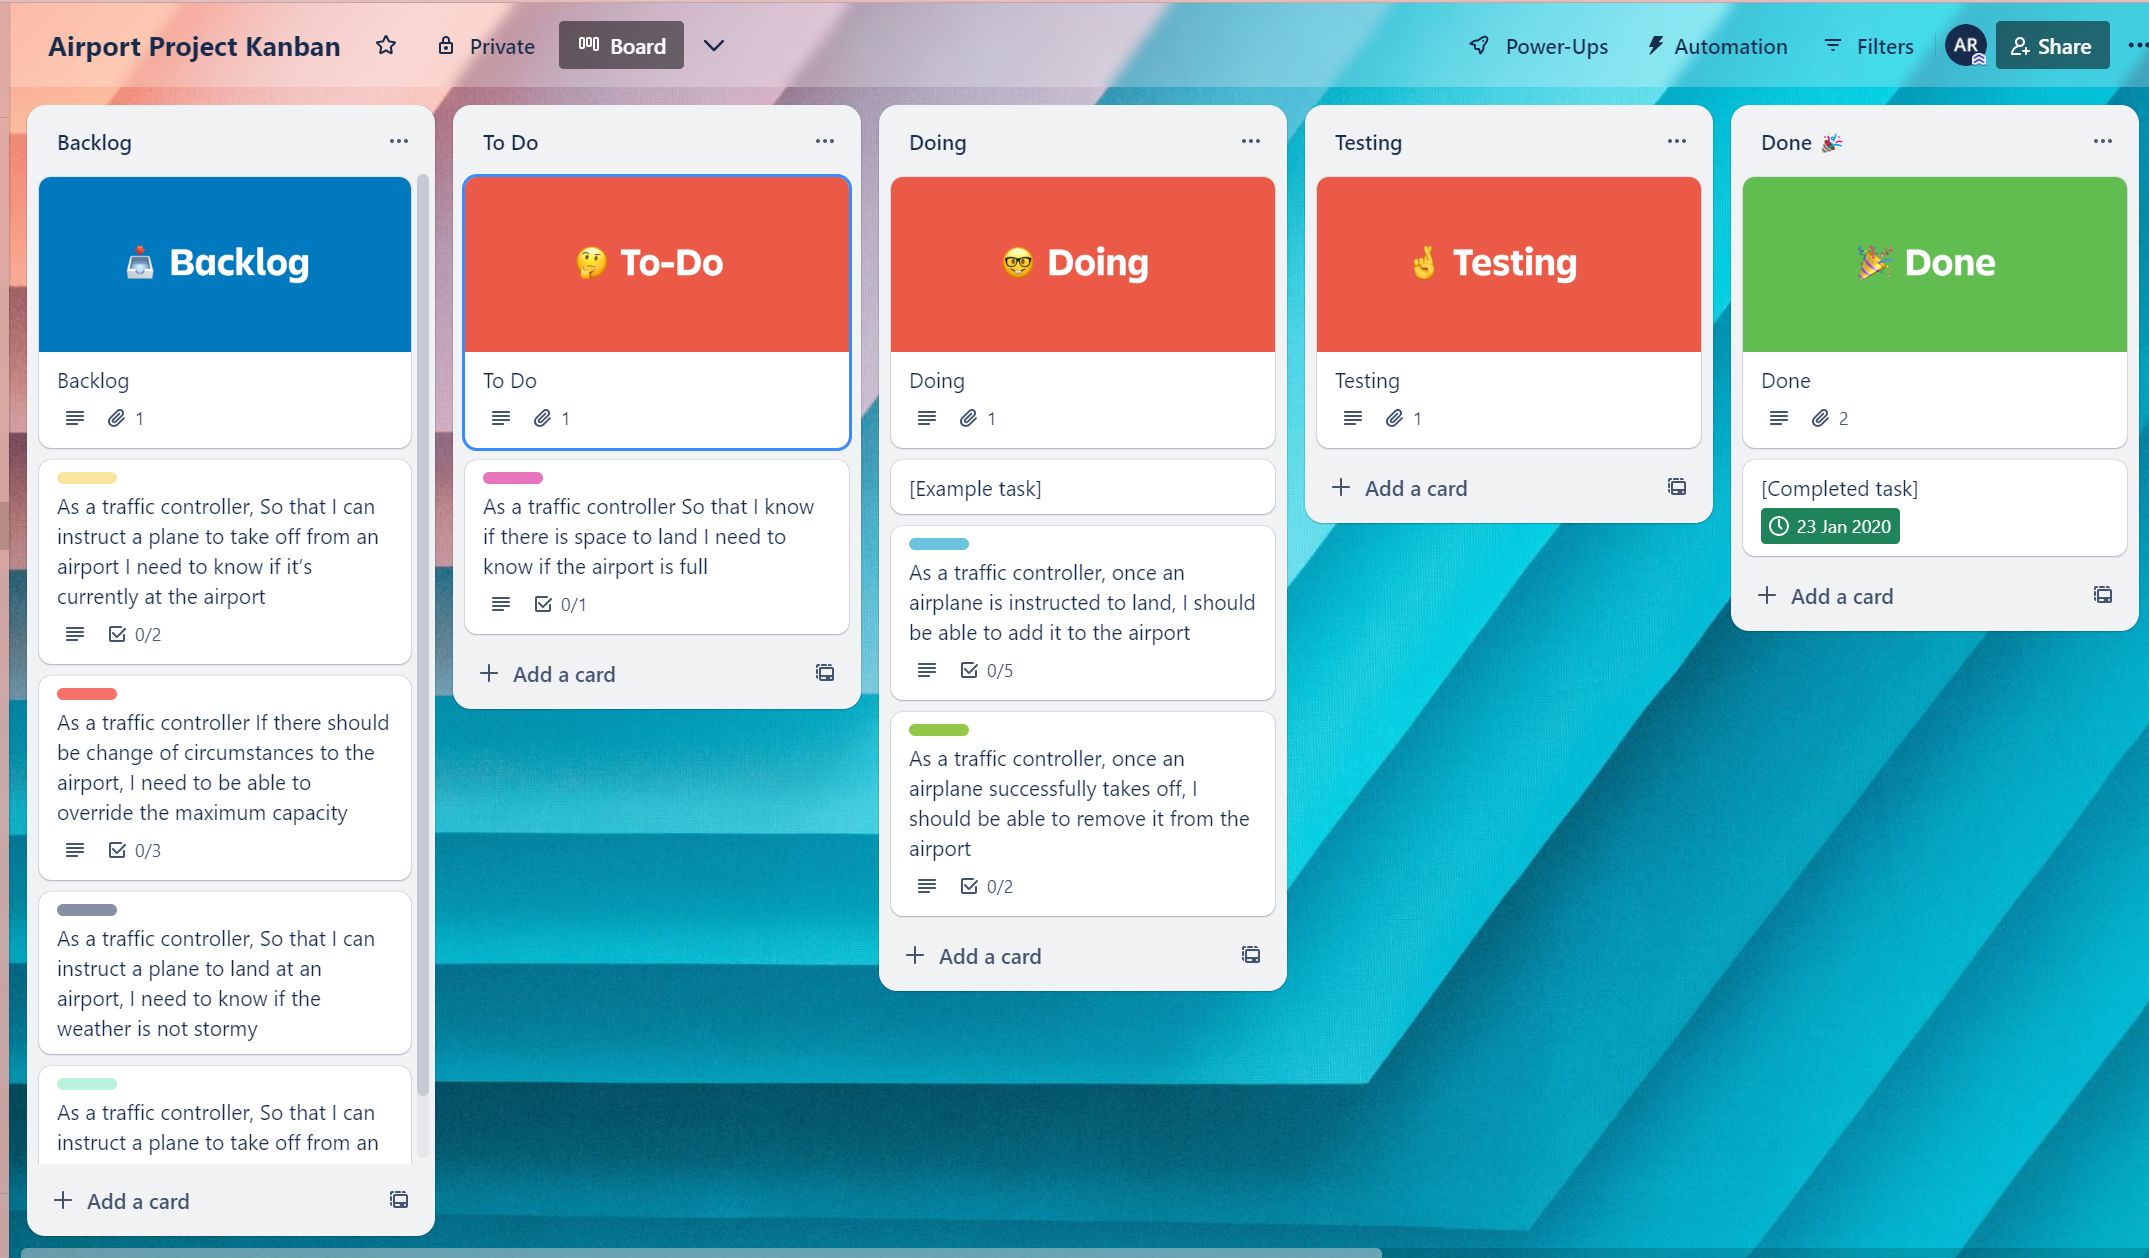 Airport Project Kanban
Private
Board
Power-Ups
Automation
Filters
AR
Share
Backlog
Backlog
Backlog
1
As a traffic controller, So that I can
instruct a plane to take off from an
airport I need to know if it’s
currently at the airport
0/2
As a traffic controller If there should
be change of circumstances to the
airport, I need to be able to
override the maximum capacity
0/3
As a traffic controller, So that I can
instruct a plane to land at an
airport, I need to know if the
weather is not stormy
As a traffic controller, So that I can
instruct a plane to take off from an
Add a card
To Do
To-Do
To Do
1
As a traffic controller So that I know
if there is space to land I need to
know if the airport is full
0/1
Add a card
Doing
Doing
Doing
1
[Example task]
As a traffic controller, once an
airplane is instructed to land, I should
be able to add it to the airport
0/5
As a traffic controller, once an
airplane successfully takes off, I
should be able to remove it from the
airport
0/2
Add a card
Testing
Testing
Testing
1
Add a card
Done 🎉
Done
Done
2
[Completed task]
23 Jan 2020
Add a card